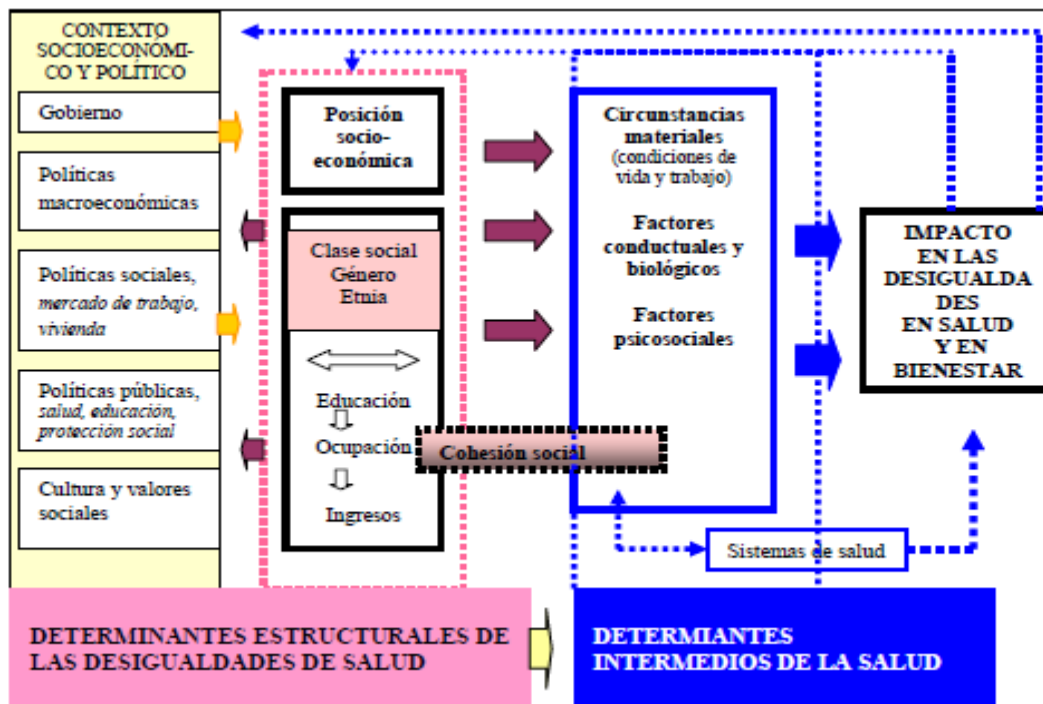 CONTEXTO
SOCIOECONÓMI-
CO Y POLÍTICO
Gobierno
Políticas
macroeconómicas
Políticas sociales,
mercado de trabajo,
vivienda
Políticas públicas,
salud, educación,
protección social
Cultura y valores
sociales
Posición
socio-
económica
Clase social
Género
Etnia
Educación
Ocupación
Ingresos
Cohesión social
Circunstancias
materiales
(condiciones de
vida y trabajo)
Factores
conductuales y
biológicos
Factores
psicosociales
Sistemas de salud
IMPACTO
EN LAS
DESIGUALDA
DES
EN SALUD
Y EN
BIENESTAR
DETERMINANTES ESTRUCTURALES DE
LAS DESIGUALDADES DE SALUD
DETERMIANTES
INTERMEDIOS DE LA SALUD